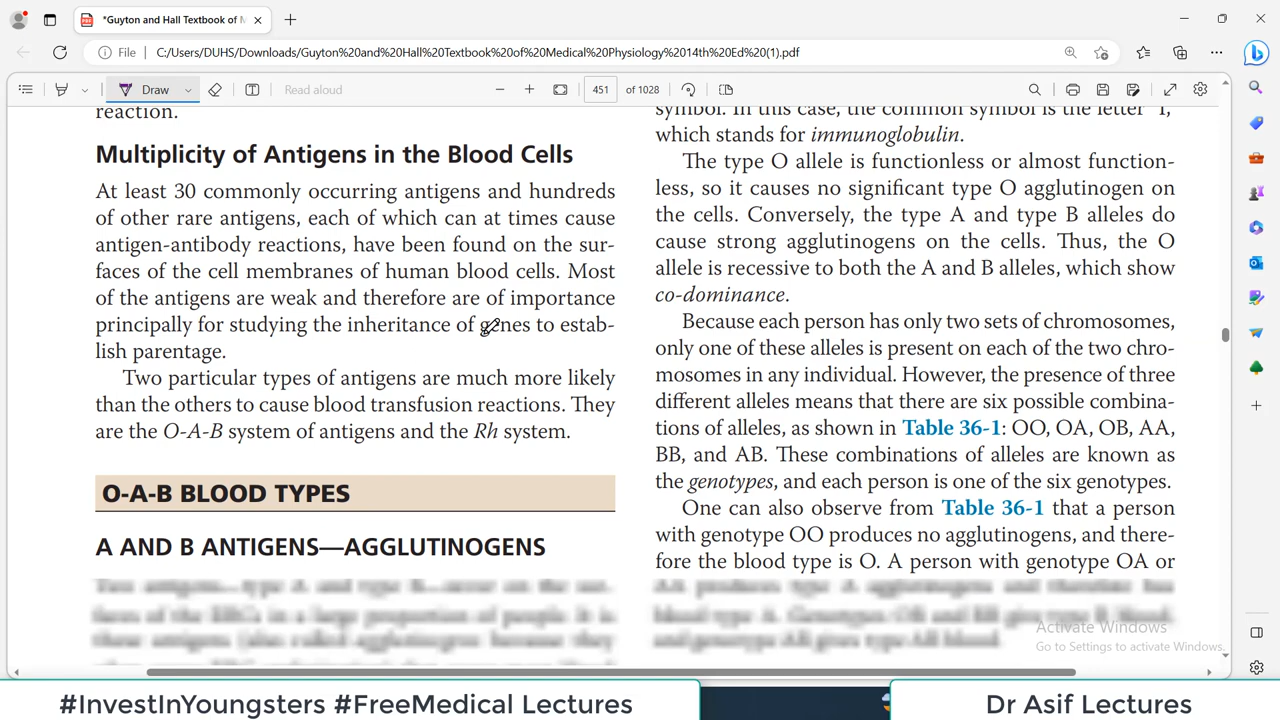 *Guyton and Hall Textbook of M
File
C:/Users/DUHS/Downloads/Guyton%20and%20Hall%20Textbook%20of%20Medical%20Physiology%2014th%20Ed%20(1).pdf
Draw
Read aloud
451 of 1028
reaction.
Multiplicity of Antigens in the Blood Cells
At least 30 commonly occurring antigens and hundreds
of other rare antigens, each of which can at times cause
antigen-antibody reactions, have been found on the sur-
faces of the cell membranes of human blood cells. Most
of the antigens are weak and therefore are of importance
principally for studying the inheritance of genes to estab-
lish parentage.
Two particular types of antigens are much more likely
than the others to cause blood transfusion reactions. They
are the O-A-B system of antigens and the Rh system.
O-A-B BLOOD TYPES
A AND B ANTIGENS—AGGLUTINOGENS
symbol. In this case, the common symbol is the letter "I,"
which stands for immunoglobulin.
The type O allele is functionless or almost function-
less, so it causes no significant type O agglutinogen on
the cells. Conversely, the type A and type B alleles do
cause strong agglutinogens on the cells. Thus, the O
allele is recessive to both the A and B alleles, which show
co-dominance.
Because each person has only two sets of chromosomes,
only one of these alleles is present on each of the two chro-
mosomes in any individual. However, the presence of three
different alleles means that there are six possible combina-
tions of alleles, as shown in Table 36-1: OO, OA, OB, AA,
BB, and AB. These combinations of alleles are known as
the genotypes, and each person is one of the six genotypes.
One can also observe from Table 36-1 that a person
with genotype OO produces no agglutinogens, and there-
fore the blood type is O. A person with genotype OA or
Activate Windows
Go to Settings to activate Windows.
#InvestInYoungsters #FreeMedical Lectures
Dr Asif Lectures